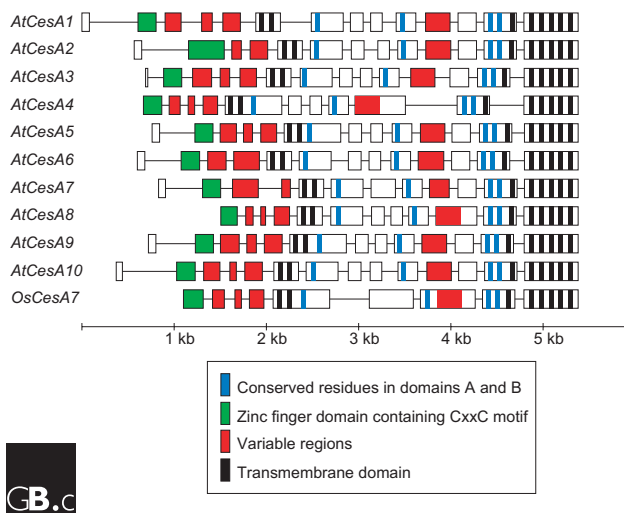 AtCesA1
AtCesA2
AtCesA3
AtCesA4
AtCesA5
AtCesA6
AtCesA7
AtCesA8
AtCesA9
AtCesA10
OsCesA7
1 kb 2 kb 3 kb 4 kb 5 kb
Conserved residues in domains A and B
Zinc finger domain containing CxxC motif
Variable regions
Transmembrane domain
GB.c